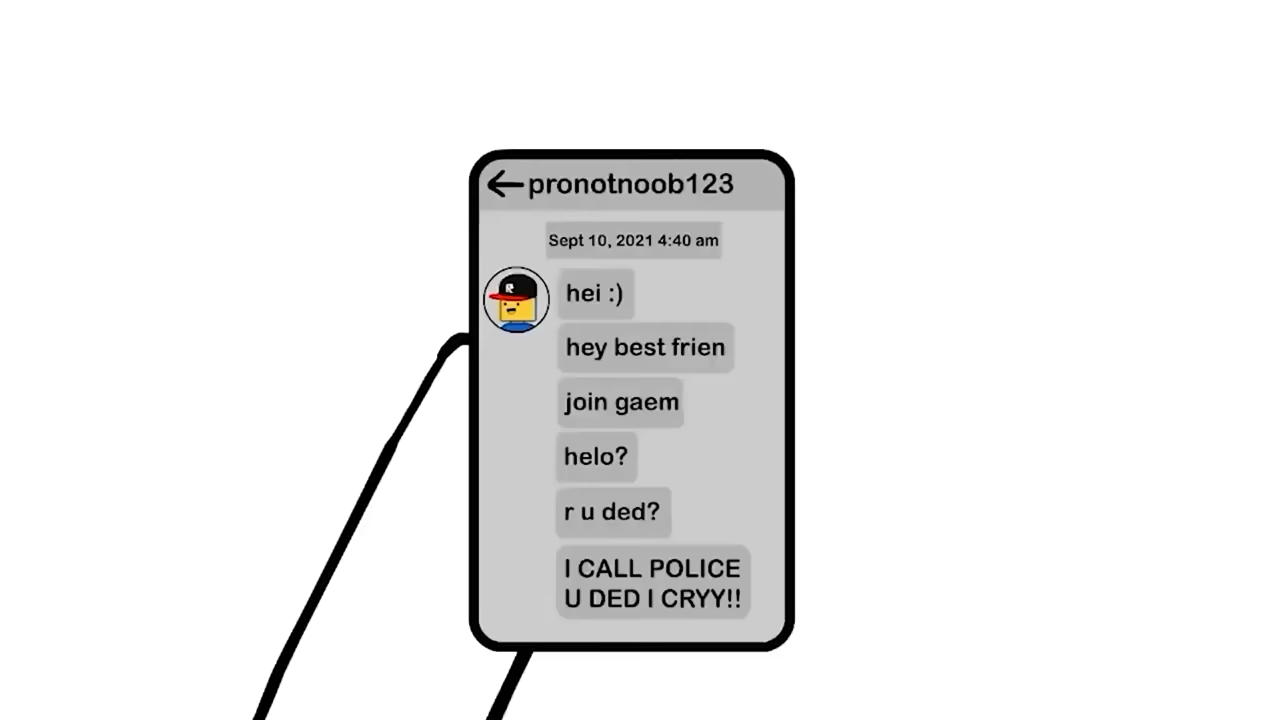 pronotnoob123
Sept 10, 2021 4:40 am
R
hei :)
hey best frien
join gaem
helo?
r u ded?
I CALL POLICE
U DED I CRYY!!